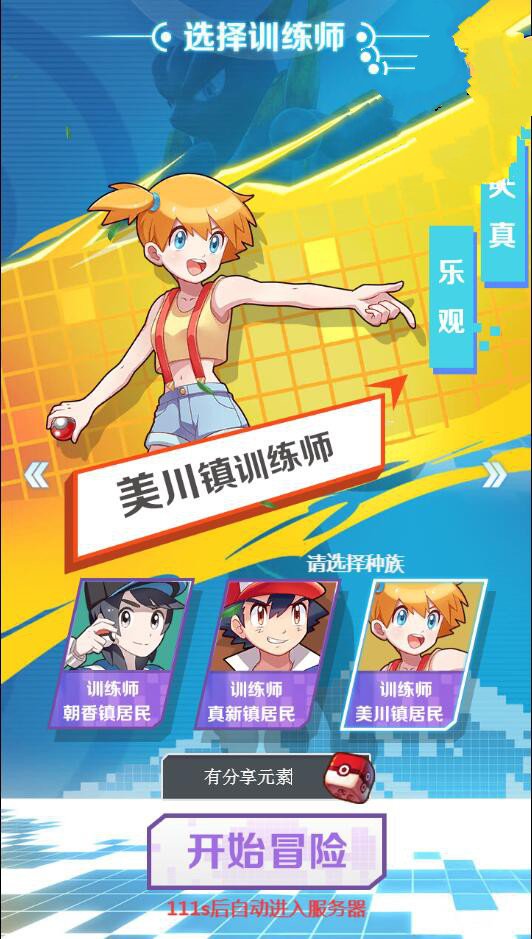 选择训练师
天真
乐观
美川镇训练师
请选择种族
训练师
朝香镇居民
训练师
真新镇居民
训练师
美川镇居民
有分享元素
开始冒险
111s后自动进入服务器